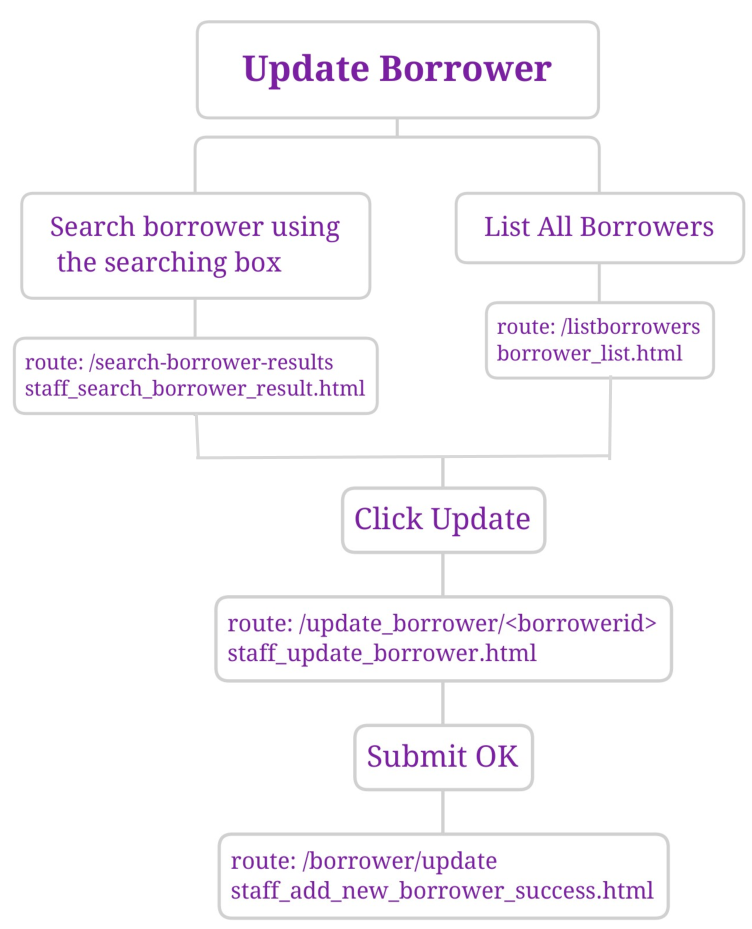 Update Borrower
Search borrower using
the searching box
List All Borrowers
route: /search-borrower-results
staff_search_borrower_result.html
route: /listborrowers
borrower_list.html
Click Update
route: /update_borrower/<borrowerid>
staff_update_borrower.html
Submit OK
route: /borrower/update
staff_add_new_borrower_success.html